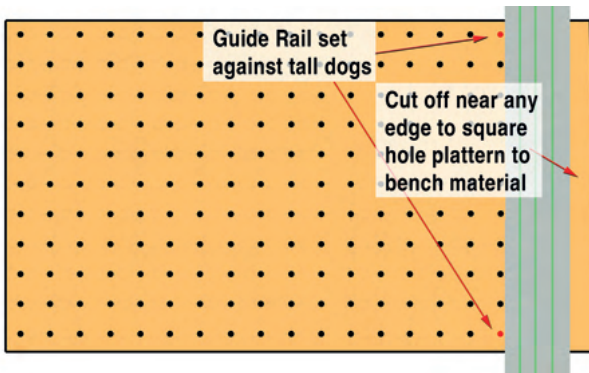 Guide Rail set
against tall dogs
Cut off near any
edge to square
hole plattern to
bench material